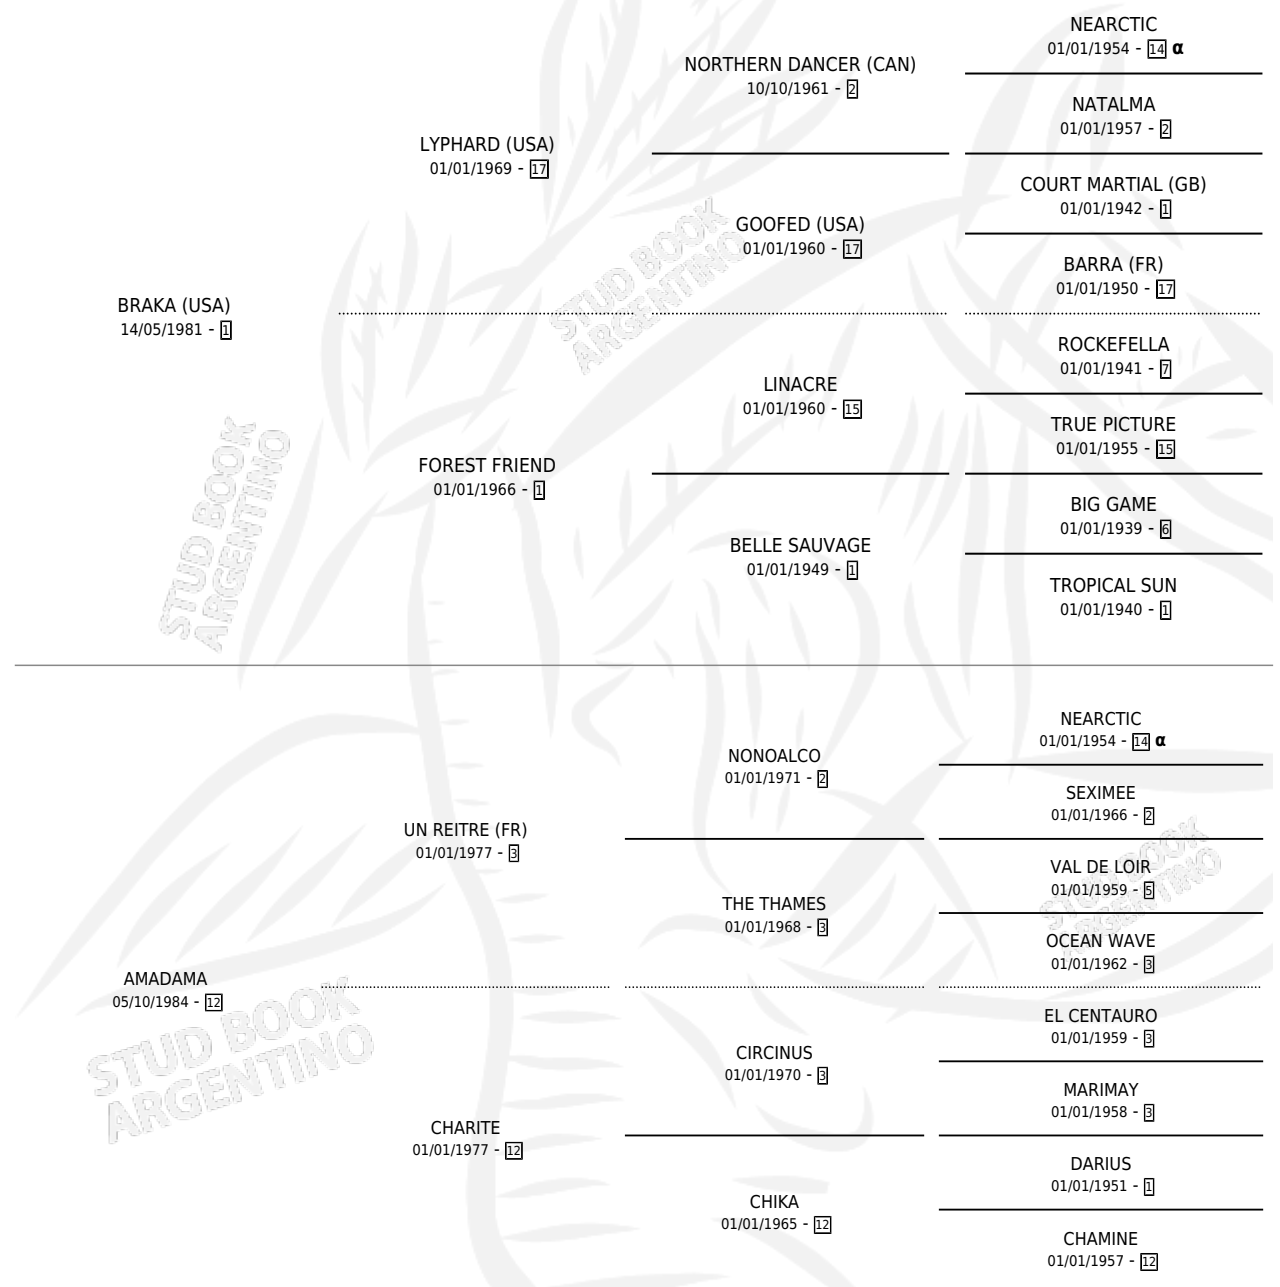 BRAKA (USA)
14/05/1981 - 1
LYPHARD (USA)
01/01/1969 - 17
NORTHERN DANCER (CAN)
10/10/1961 - 2
NEARCTIC
01/01/1954 - 14 α
NATALMA
01/01/1957 - 2
GOOFED (USA)
01/01/1960 - 17
COURT MARTIAL (GB)
01/01/1942 - 1
BARRA (FR)
01/01/1950 - 17
FOREST FRIEND
01/01/1966 - 1
LINACRE
01/01/1960 - 15
ROCKEFELLA
01/01/1941 - 7
TRUE PICTURE
01/01/1955 - 15
BELLE SAUVAGE
01/01/1949 - 1
BIG GAME
01/01/1939 - 6
TROPICAL SUN
01/01/1940 - 1
AMADAMA
05/10/1984 - 12
UN REITRE (FR)
01/01/1977 - 3
NONOALCO
01/01/1971 - 2
NEARCTIC
01/01/1954 - 14 α
SEXIMEE
01/01/1966 - 2
THE THAMES
01/01/1968 - 3
VAL DE LOIR
01/01/1959 - 5
OCEAN WAVE
01/01/1962 - 3
CHARITE
01/01/1977 - 12
CIRCINUS
01/01/1970 - 3
EL CENTAURO
01/01/1959 - 3
MARIMAY
01/01/1958 - 3
CHIKA
01/01/1965 - 12
DARIUS
01/01/1951 - 1
CHAMINE
01/01/1957 - 12
STUD BOOK
ARGENTINO
STUD BOOK
ARGENTINO
STUD BOOK
ARGENTINO
STUD BOOK
ARGENTINO